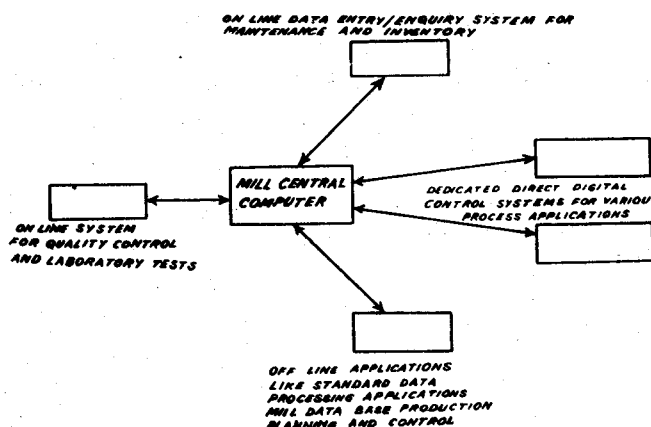 ON LINE DATA ENTRY/ENQUIRY SYSTEM FOR
MAINTENANCE AND INVENTORY
MILL CENTRAL
COMPUTER
DEDICATED DIRECT DIGITAL
CONTROL SYSTEMS FOR VARIOU
PROCESS APPLICATIONS
ON LINE SYSTEM
FOR QUALITY CONTROL
AND LABORATORY TESTS
OFF LINE APPLICATIONS
LIKE STANDARD DATA
PROCESSING APPLICATIONS
MILL DATA BASE PRODUCTION
PLANNING AND CONTROL